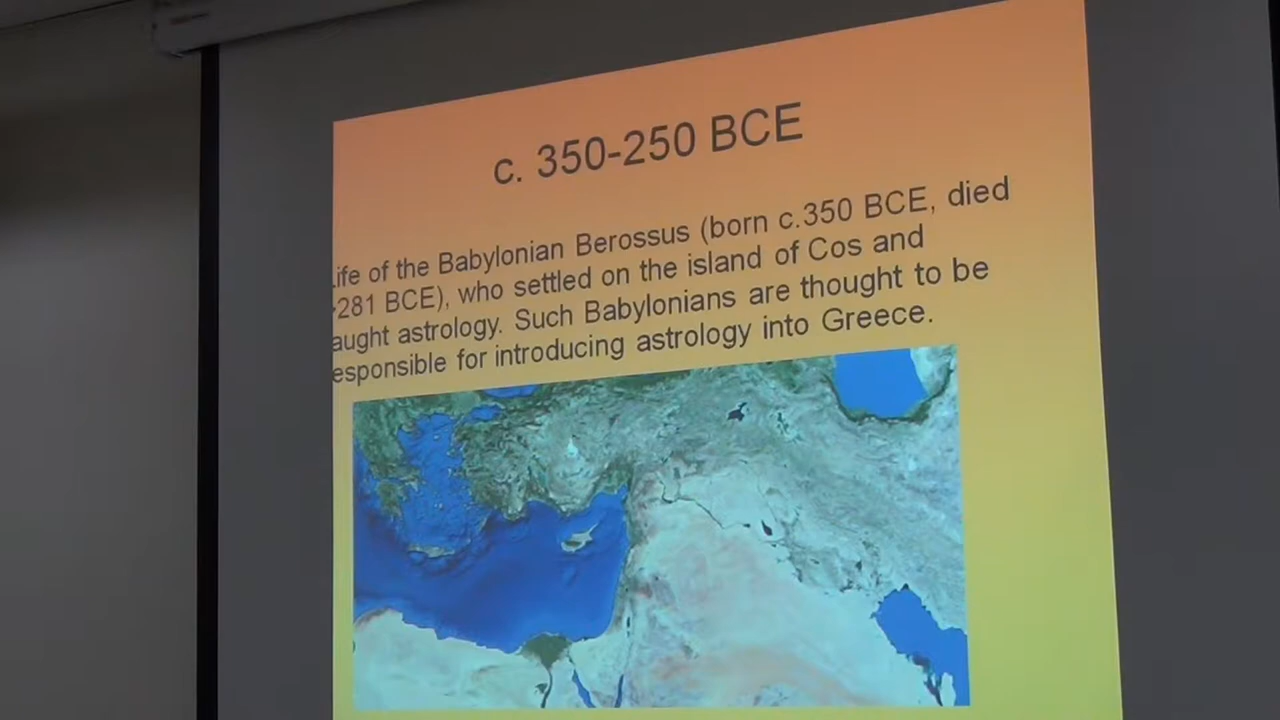 c. 350-250 BCE
ife of the Babylonian Berossus (born c.350 BCE, died
281 BCE), who settled on the island of Cos and
aught astrology. Such Babylonians are thought to be
esponsible for introducing astrology into Greece.